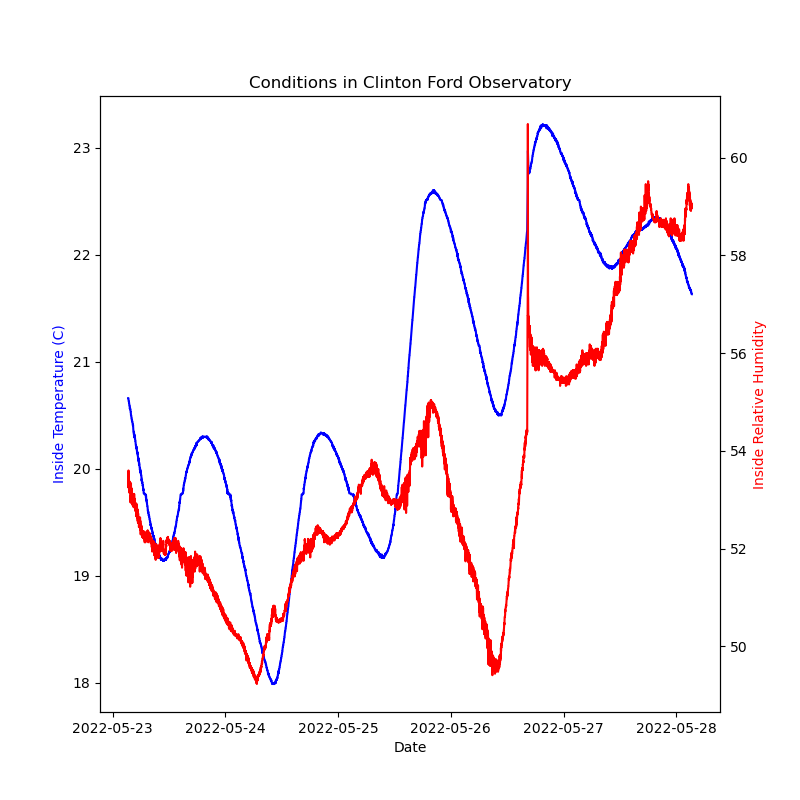 Conditions in Clinton Ford Observatory
Inside Temperature (C)
23
22
21
20
19
18
60
58
56
54
52
50
Inside Relative Humidity
2022-05-23 2022-05-24 2022-05-25 2022-05-26 2022-05-27 2022-05-28
Date